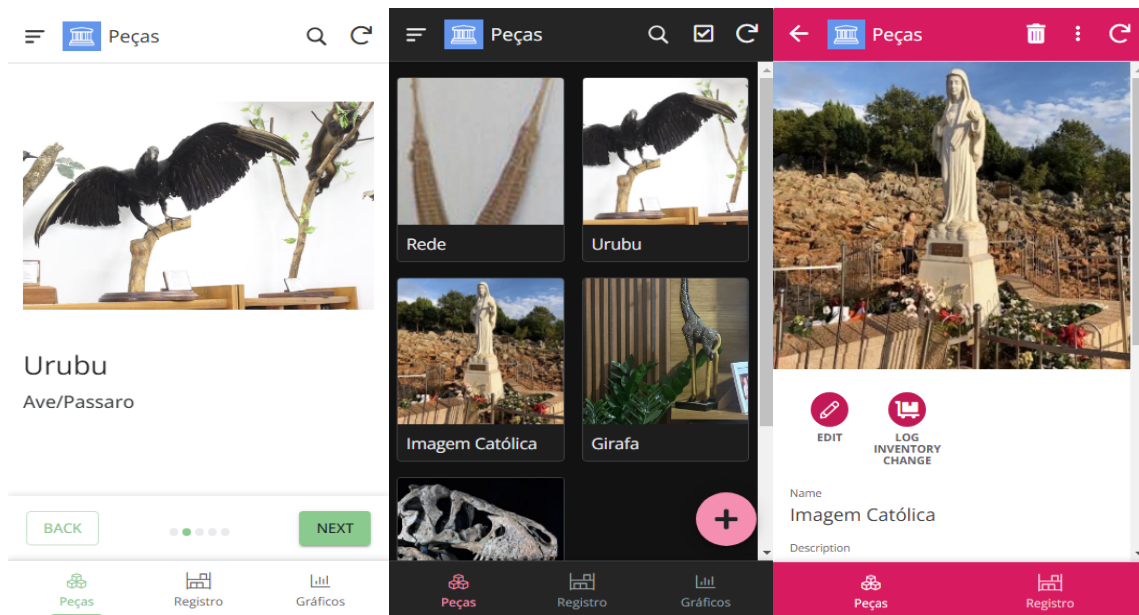 Peças
Urubu
Ave/Passaro
BACK
NEXT
Peças
Registro
Gráficos
Peças
Rede
Urubu
Imagem Católica
Girafa
Peças
Registro
Gráficos
Peças
EDIT
LOG
INVENTORY
CHANGE
Name
Imagem Católica
Description
Peças
Registro